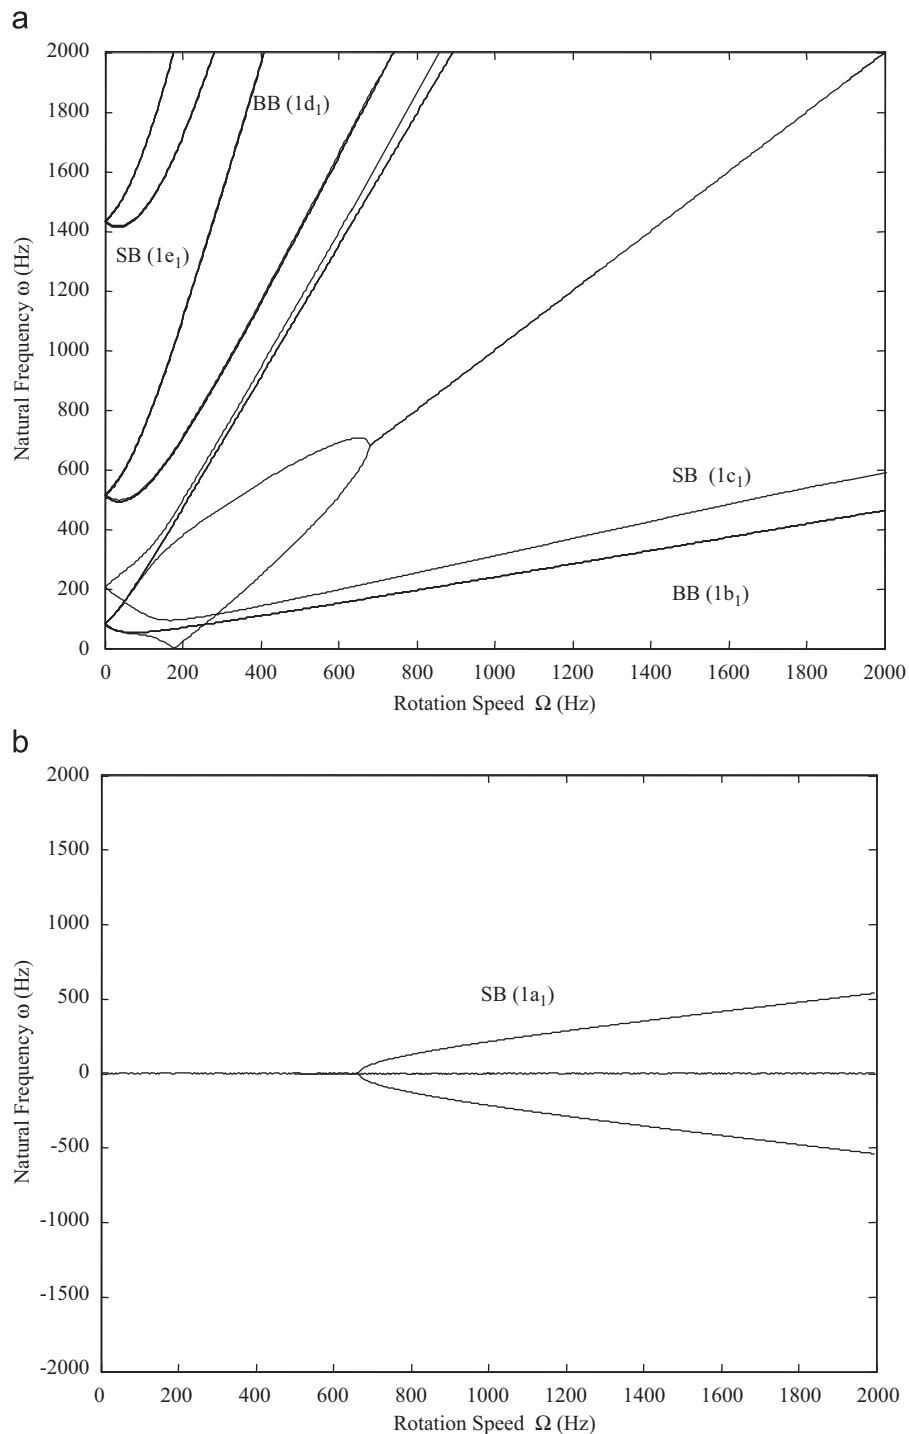 a
2000
1800
1600
1400
1200
1000
800
600
400
200
0
Natural Frequency ω (Hz)
BB (1d₁)
SB (1e₁)
SB (1c₁)
BB (1b₁)
0 200 400 600 800 1000 1200 1400 1600 1800 2000
Rotation Speed Ω (Hz)
b
2000
1500
1000
500
0
-500
-1000
-1500
-2000
Natural Frequency ω (Hz)
SB (1a₁)
0 200 400 600 800 1000 1200 1400 1600 1800 2000
Rotation Speed Ω (Hz)